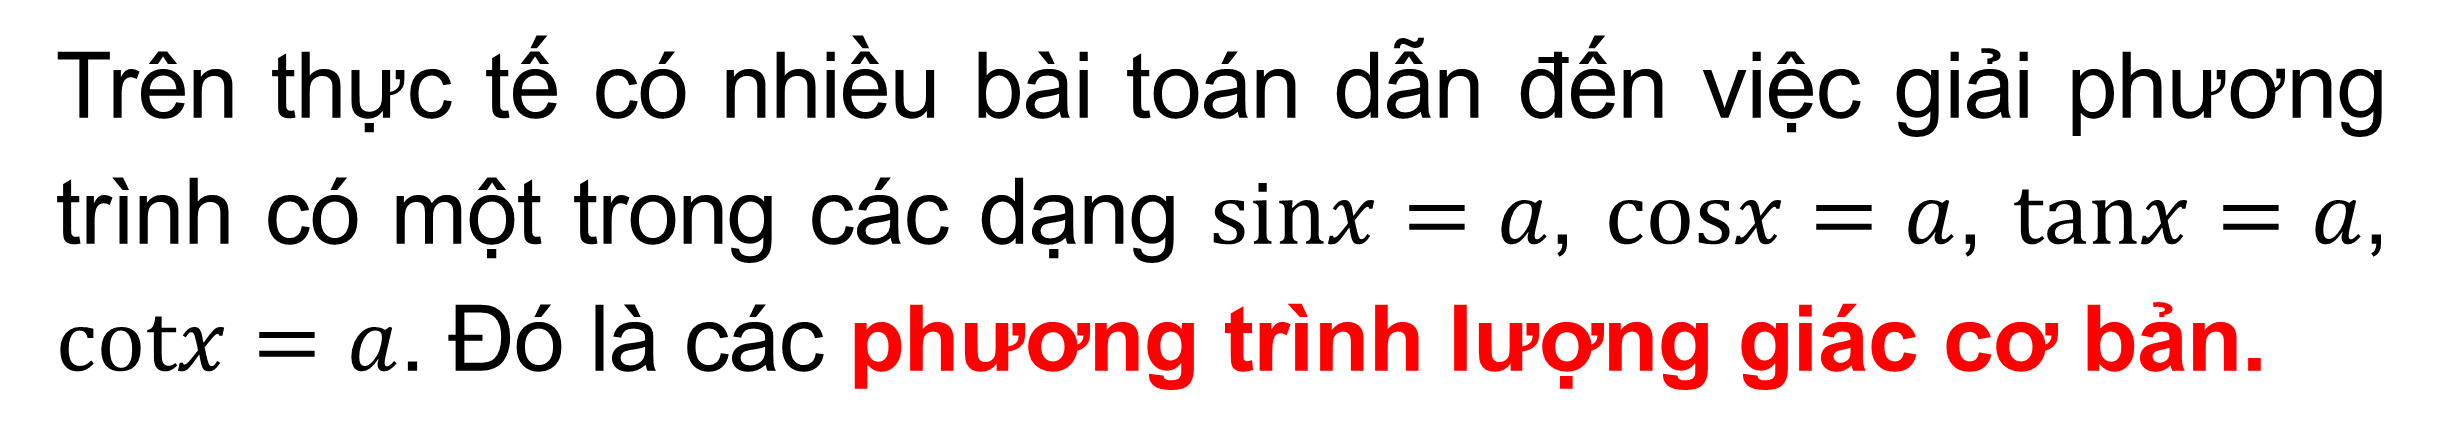 Trên thực tế có nhiều bài toán dẫn đến việc giải phương
trình có một trong các dạng sinx = a, cosx = a, tanx = a,
cotx = a. Đó là các phương trình lượng giác cơ bản.